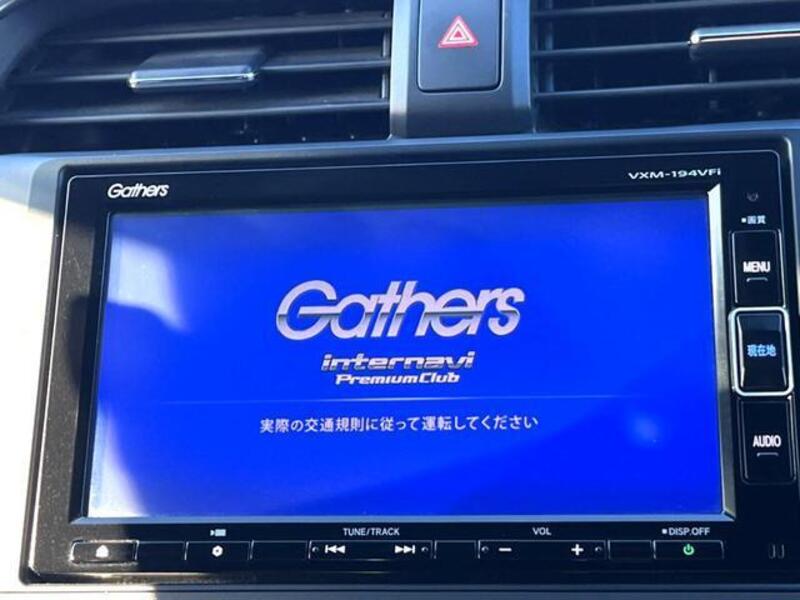 Gathers
VXM-194VFi
画質
MENU
Gathers
internavi
Premium Club
現在地
実際の交通規則に従って運転してください
AUDIO
TUNE/TRACK
VOL
DISP.OFF